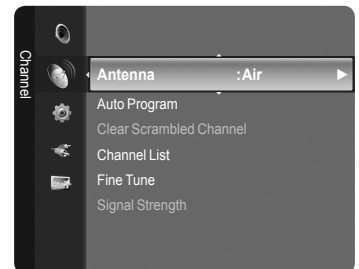 Channel
Antenna :Air
Auto Program
Clear Scrambled Channel
Channel List
Fine Tune
Signal Strength